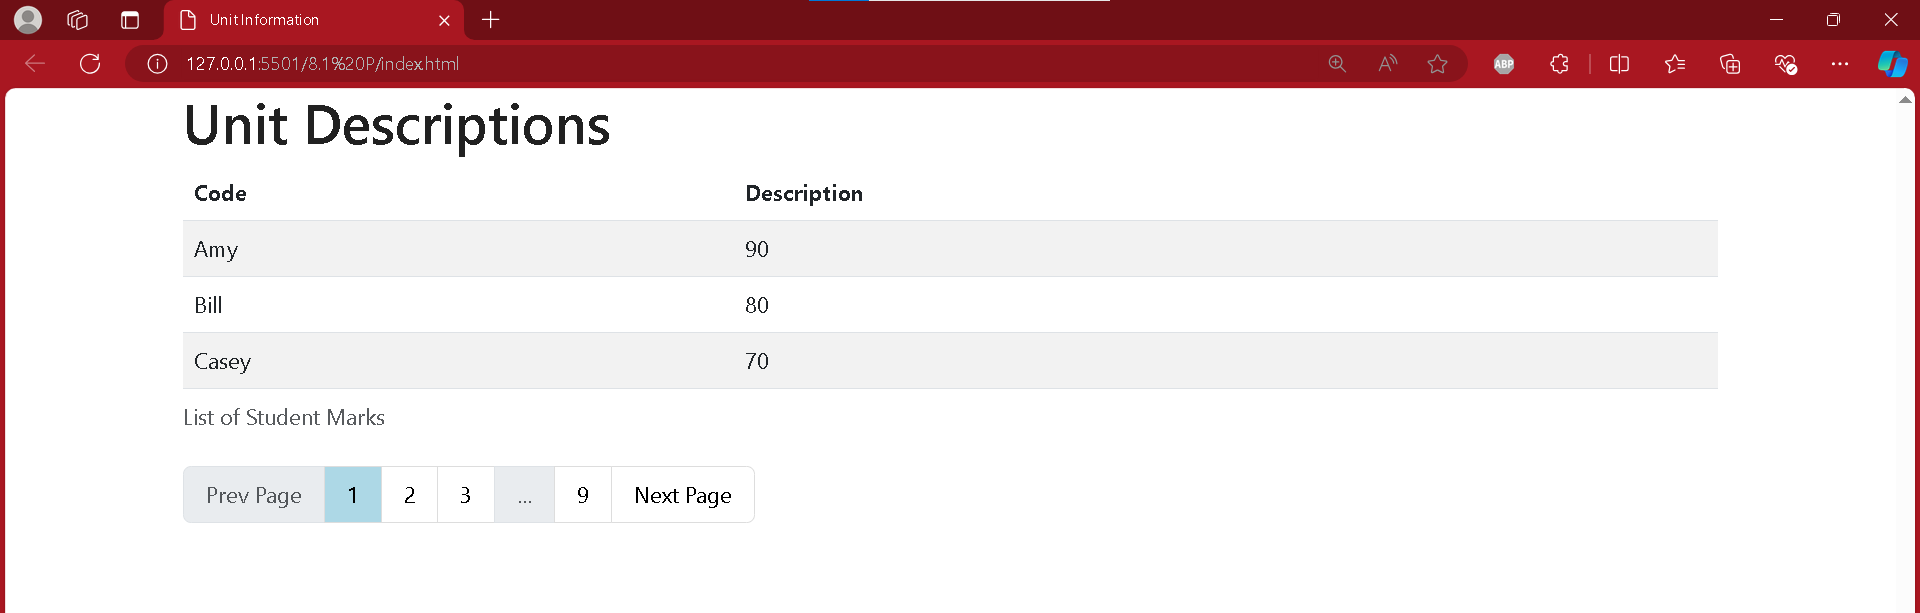 Unit Information
127.0.0.1:5501/8.1%20P/index.html
ABP
Unit Descriptions
Code Description
Amy 90
Bill 80
Casey 70
List of Student Marks
Prev Page 1 2 3 ... 9 Next Page